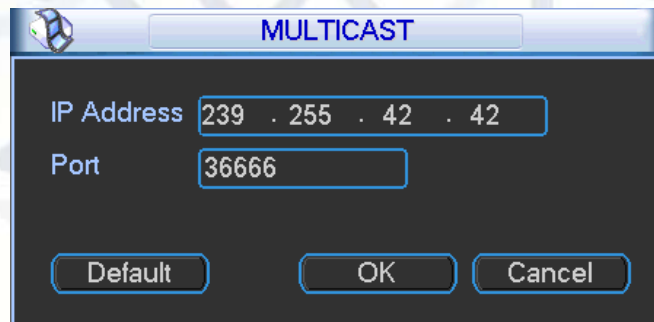 MULTICAST
IP Address 239 . 255 . 42 . 42
Port 36666
Default OK Cancel